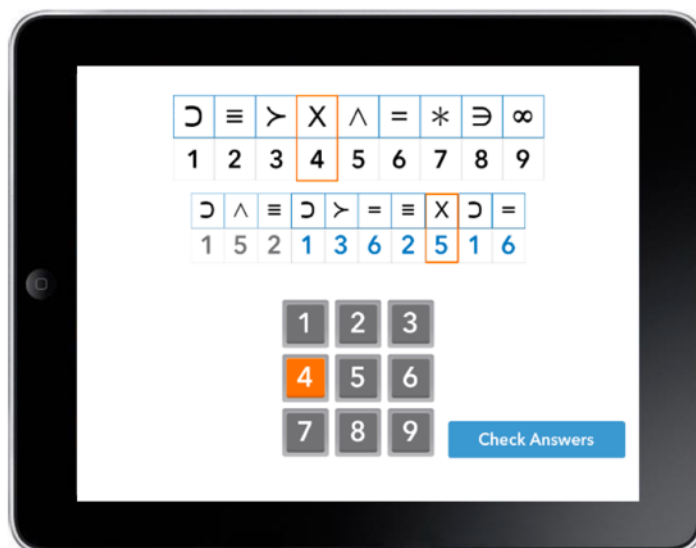 ⊃ ≡ ≻ X ∧ = ∗ ∋ ∞
1 2 3 4 5 6 7 8 9
⊃ ∧ ≡ ⊃ ≻ = ≡ X ⊃ =
1 5 2 1 3 6 2 5 1 6
1 2 3
4 5 6
7 8 9
Check Answers